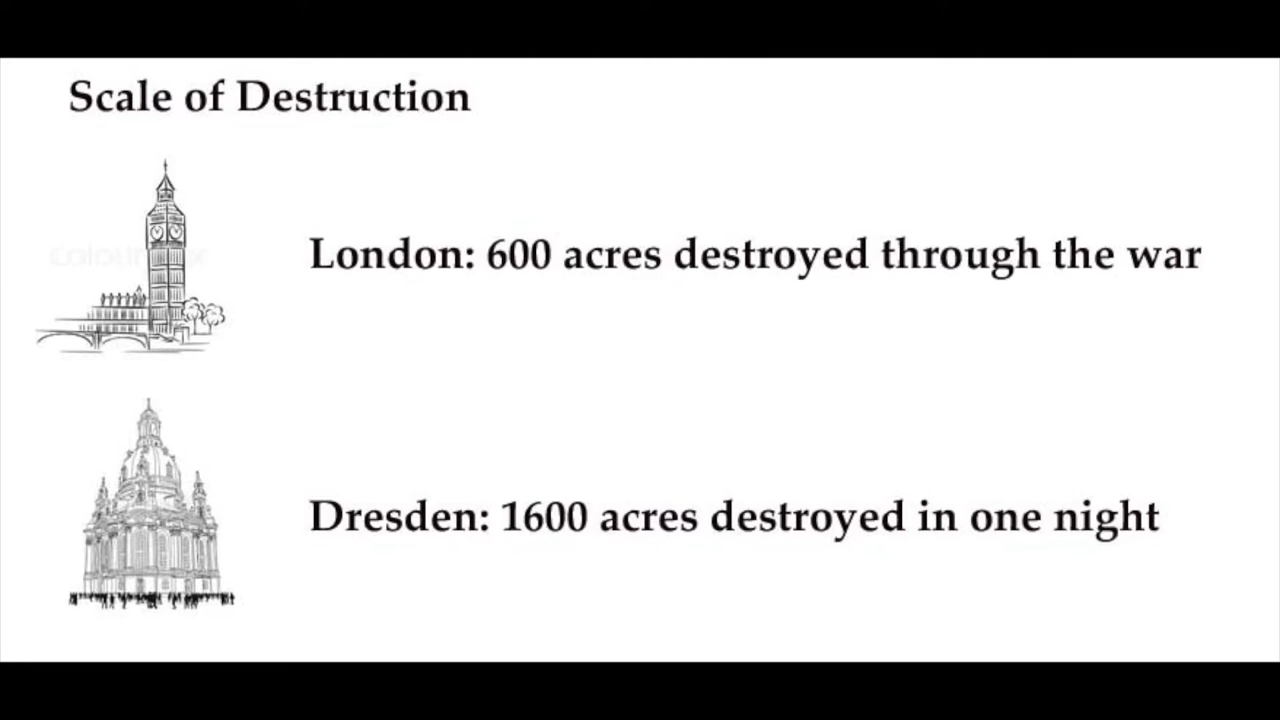 Scale of Destruction
London: 600 acres destroyed through the war
Dresden: 1600 acres destroyed in one night